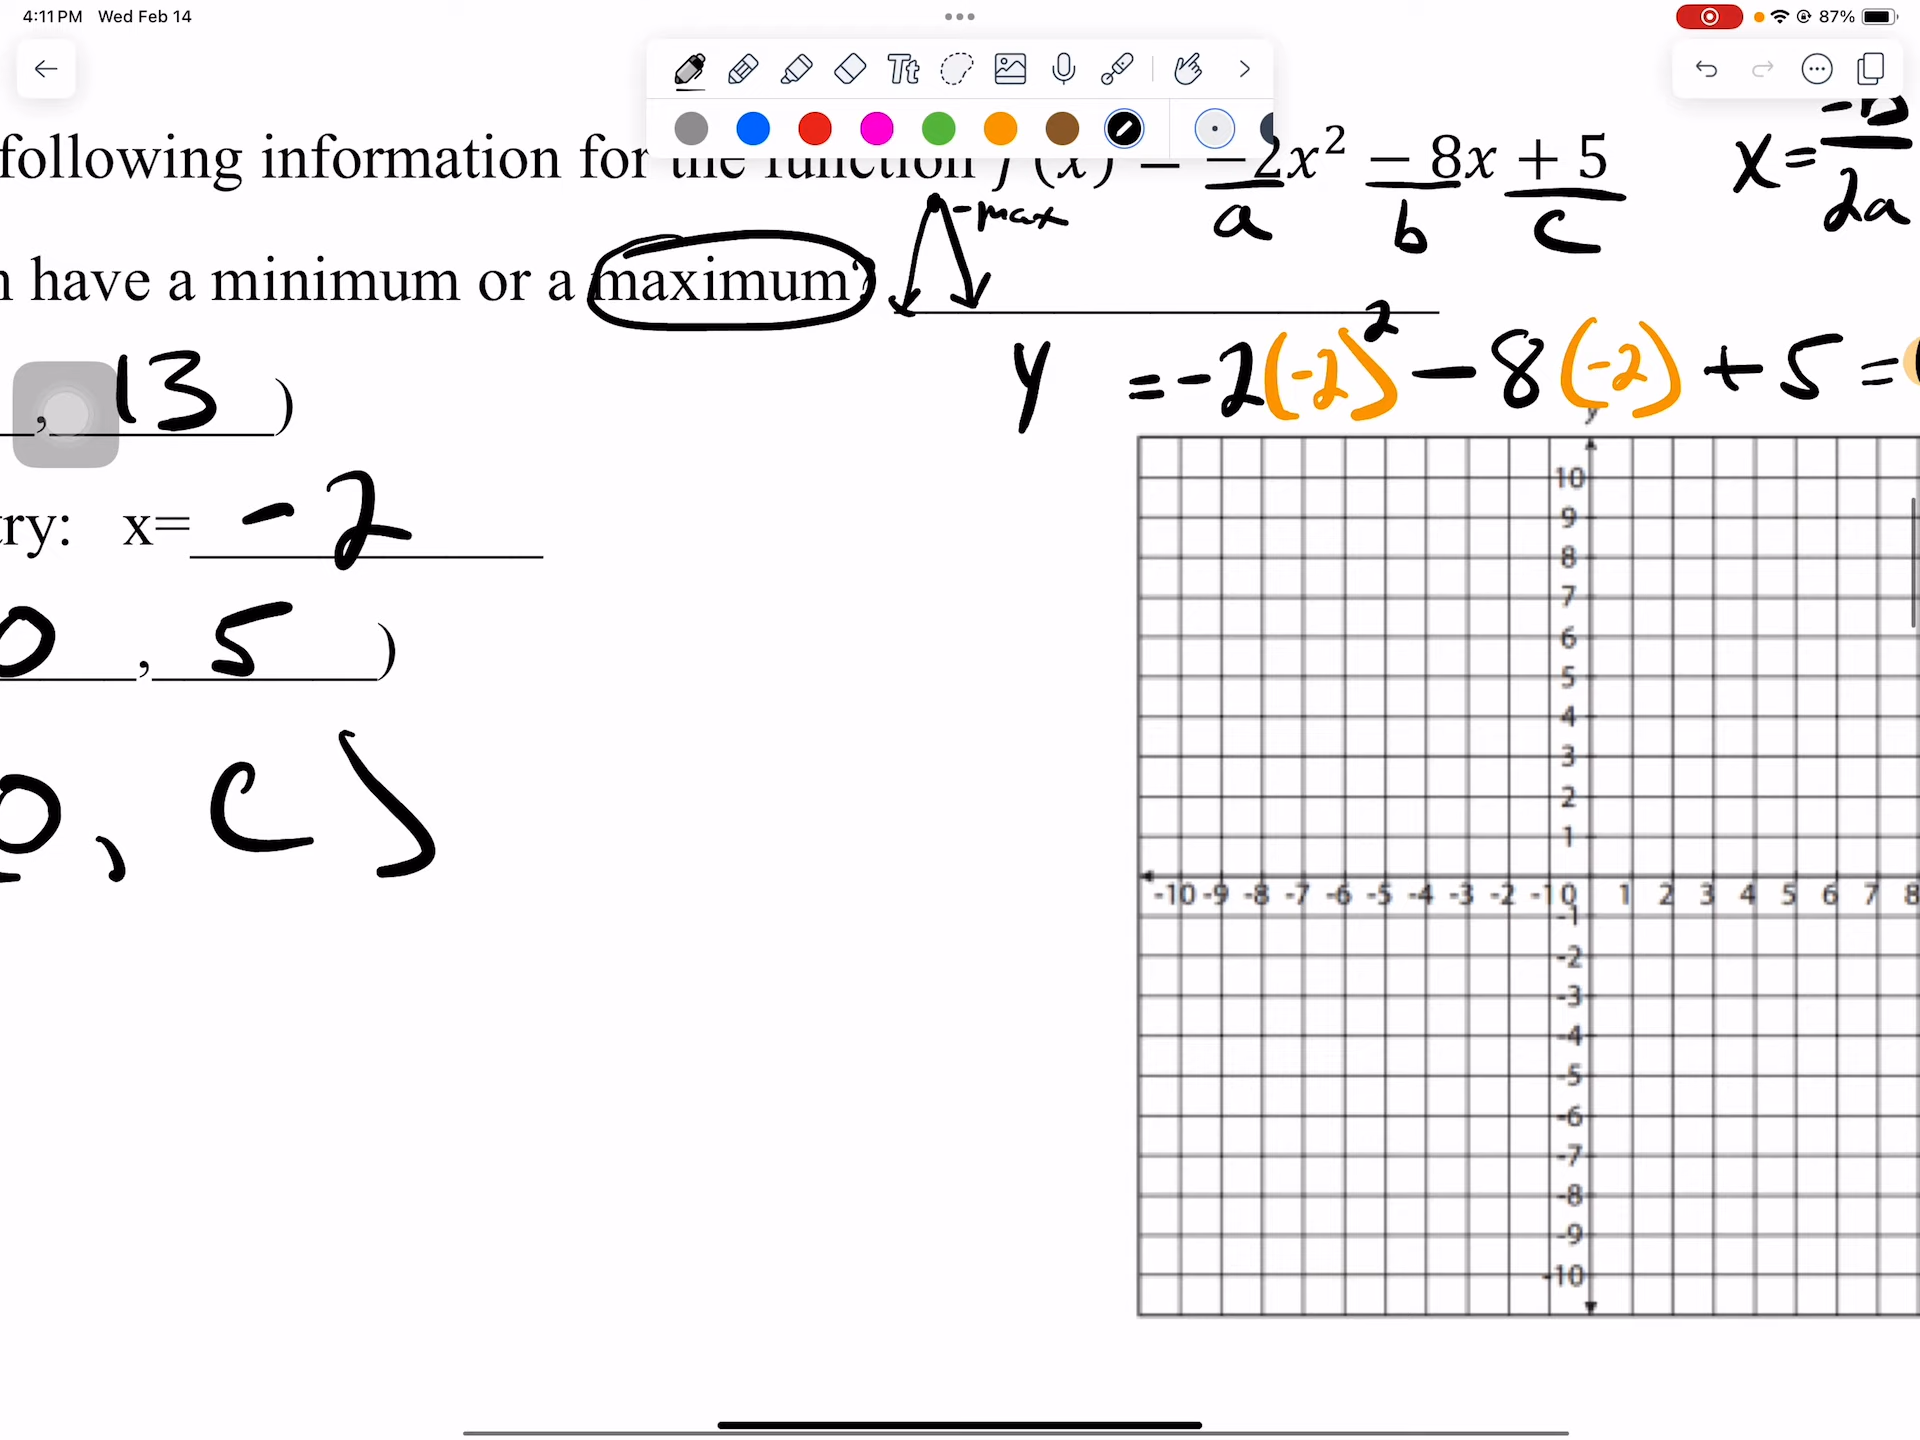 4:11 PM Wed Feb 14
87%
Tt
following information for the function f(x) = −2x² − 8x + 5
x = -b/2a
a b c
-max
have a minimum or a maximum?
y = -2(-2)² - 8(-2) + 5 =
, 13 )
try: x= -2
0, 5 )
0, c)
y
10
9
8
7
6
5
4
3
2
1
-10 -9 -8 -7 -6 -5 -4 -3 -2 -1 0 1 2 3 4 5 6 7 8
-1
-2
-3
-4
-5
-6
-7
-8
-9
-10